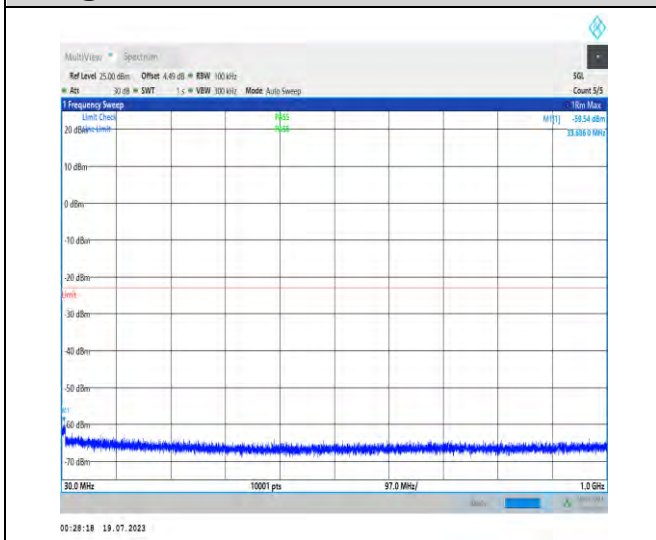 MultiView Spectrum
Ref Level 25.00 dBm Offset 4.49 dB RBW 100 kHz SGL
Att 30 dB SWT 1 s VBW 300 kHz Mode Auto Sweep Count 5/5
1 Frequency Sweep 1Rm Max
Limit Check PASS M1[1] -59.54 dBm
20 dBm Line Limit PASS 33.606 0 MHz
10 dBm
0 dBm
-10 dBm
-20 dBm
Limit
-30 dBm
-40 dBm
-50 dBm
M1
-60 dBm
-70 dBm
30.0 MHz 10001 pts 97.0 MHz/ 1.0 GHz
00:28:18 19.07.2023